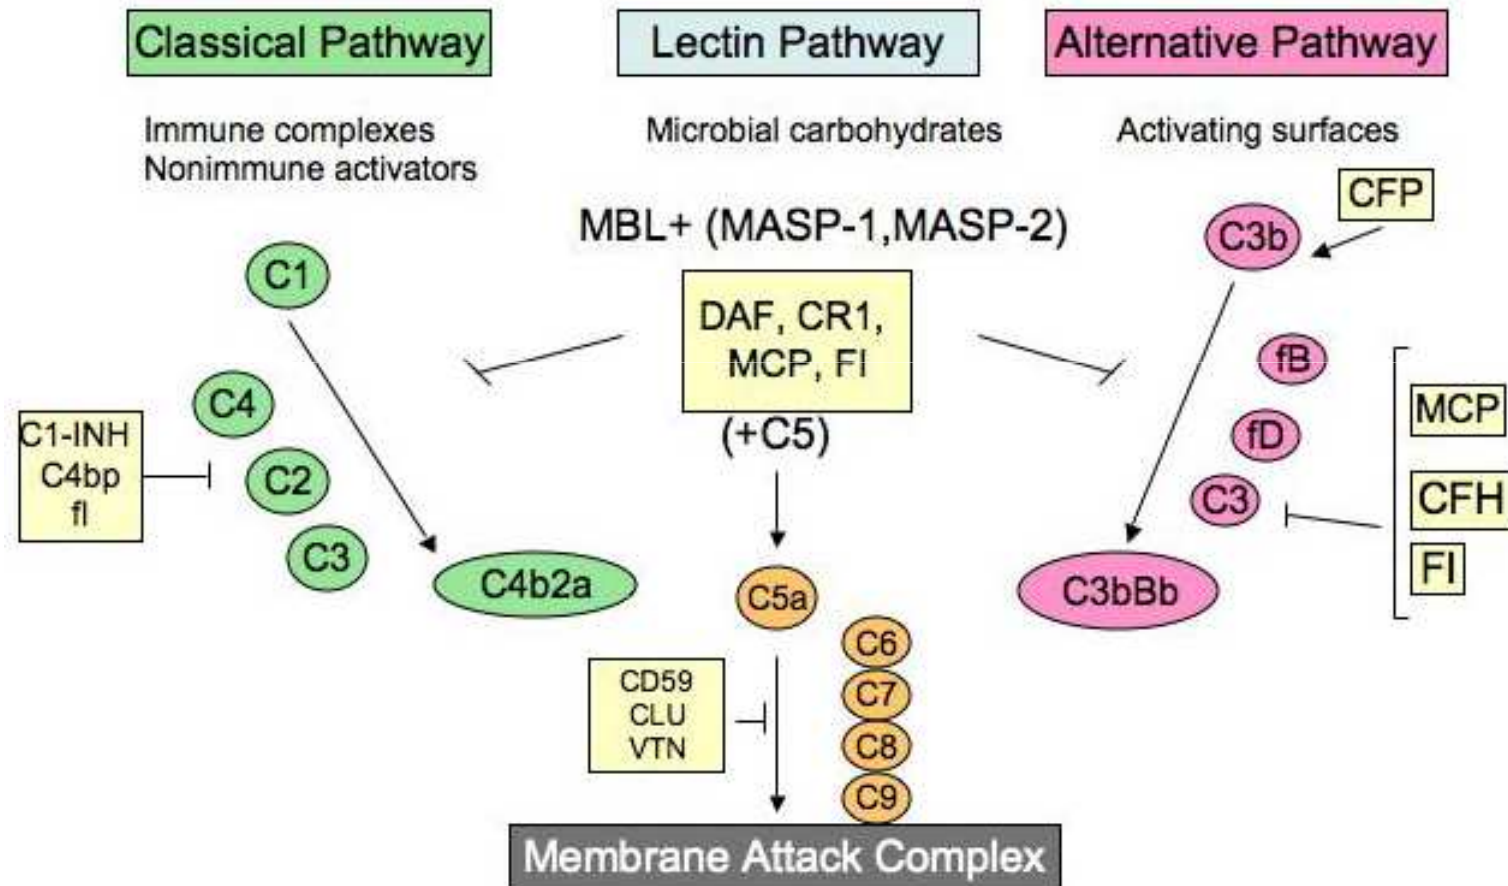 Classical Pathway
Lectin Pathway
Alternative Pathway
Immune complexes
Nonimmune activators
Microbial carbohydrates
Activating surfaces
CFP
MBL+ (MASP-1,MASP-2)
C3b
C1
DAF, CR1,
MCP, FI
(+C5)
fB
MCP
C4
fD
C1-INH
C4bp
fI
C2
C3
CFH
C3
FI
C4b2a
C5a
C3bBb
C6
CD59
CLU
VTN
C7
C8
C9
Membrane Attack Complex